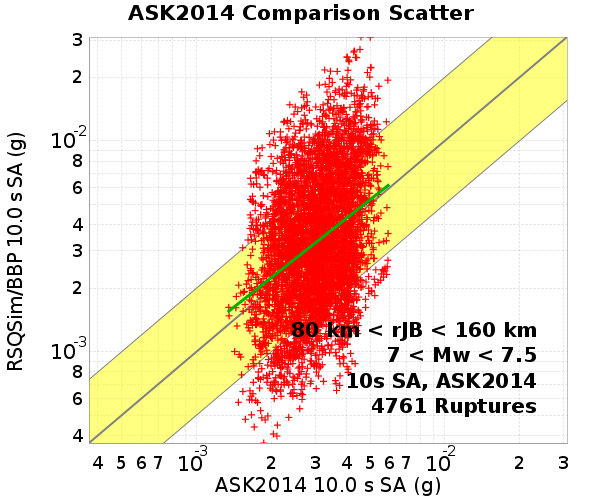 ASK2014 Comparison Scatter
RSQSim/BBP 10.0 s SA (g)
3
2
10^-2
8
6
4
3
2
10^-3
8
6
4
80 km < rJB < 160 km
7 < Mw < 7.5
10s SA, ASK2014
4761 Ruptures
4 5 6 7 10^-3 2 3 4 5 6 7 10^-2 2 3
ASK2014 10.0 s SA (g)